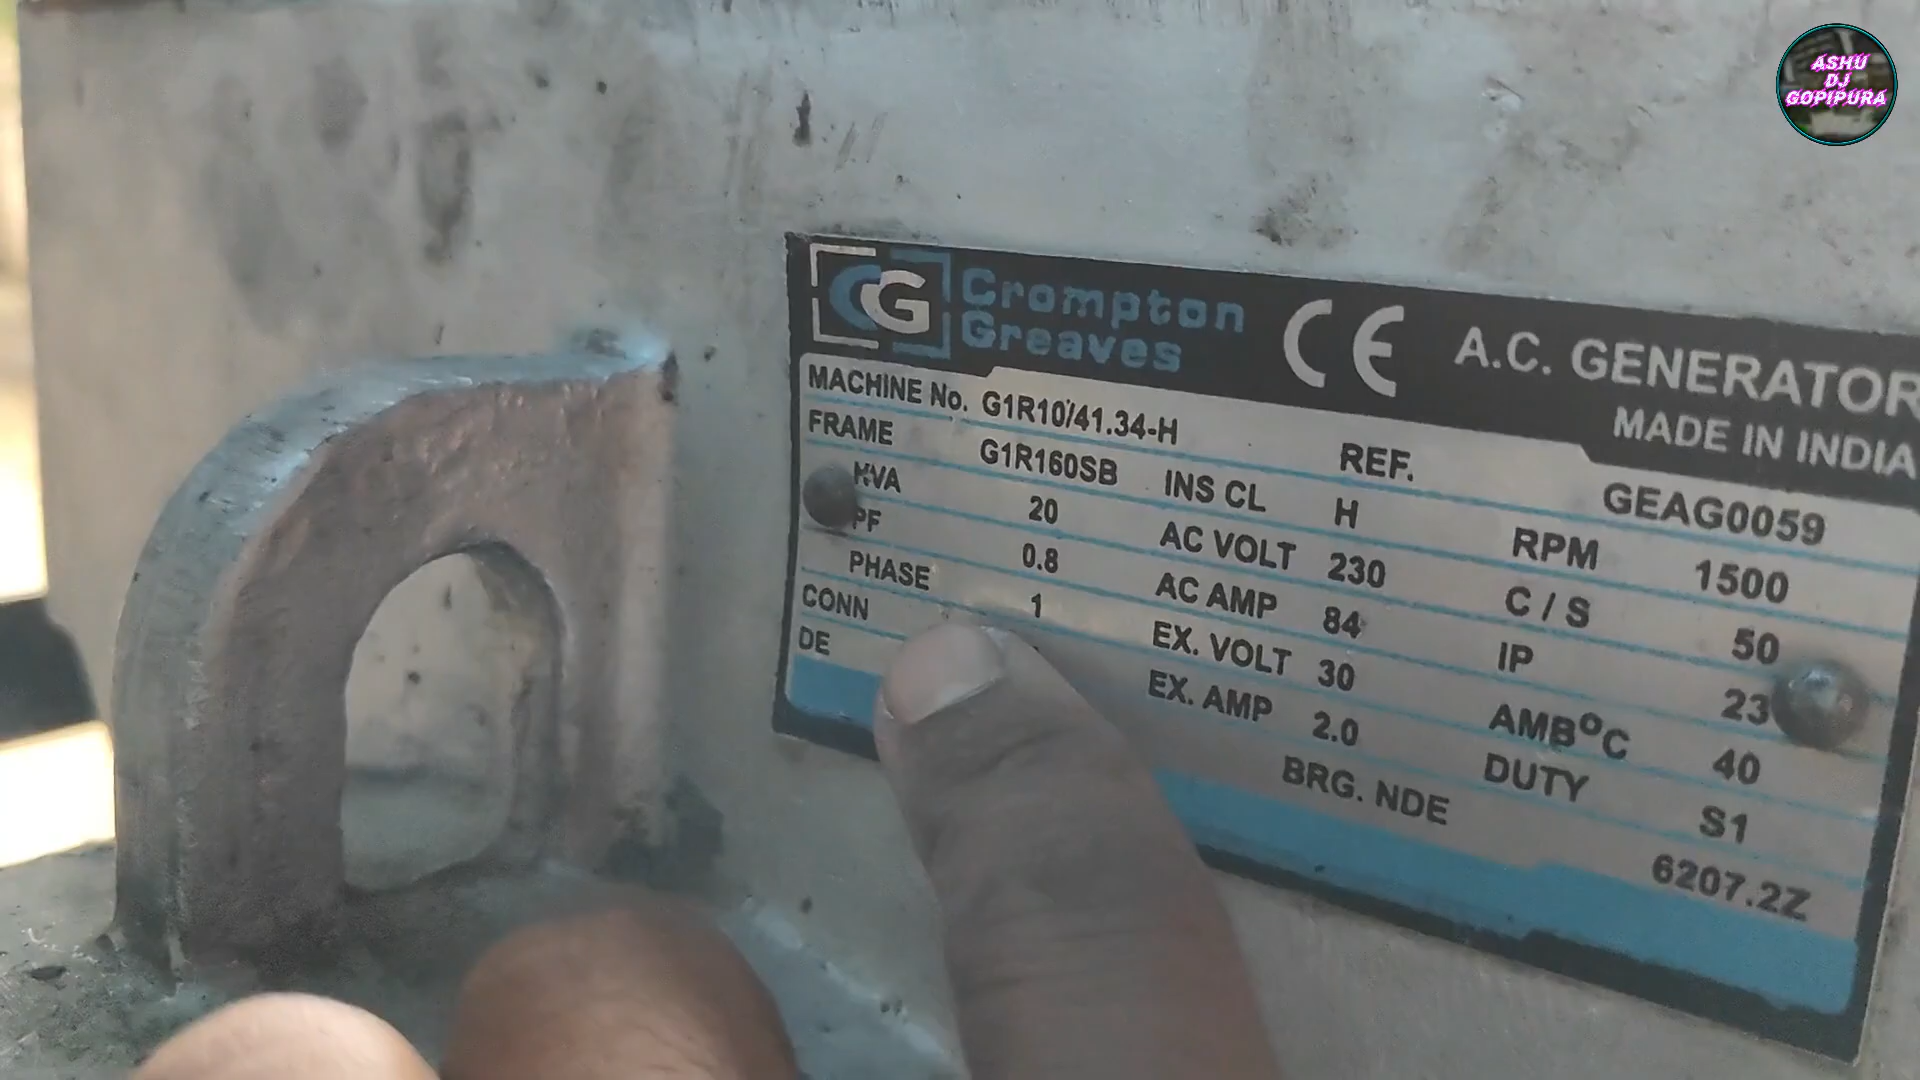 ASHU
DJ
GOPIPURA
CG Crompton Greaves CE A.C. GENERATOR
MADE IN INDIA
MACHINE No. G1R10/41.34-H REF. GEAG0059
FRAME G1R160SB INS CL H RPM 1500
KVA 20 AC VOLT 230 C / S 50
PF 0.8 AC AMP 84 IP 23
PHASE 1 EX. VOLT 30 AMB°C 40
CONN EX. AMP 2.0 DUTY S1
DE BRG. NDE 6207.2Z